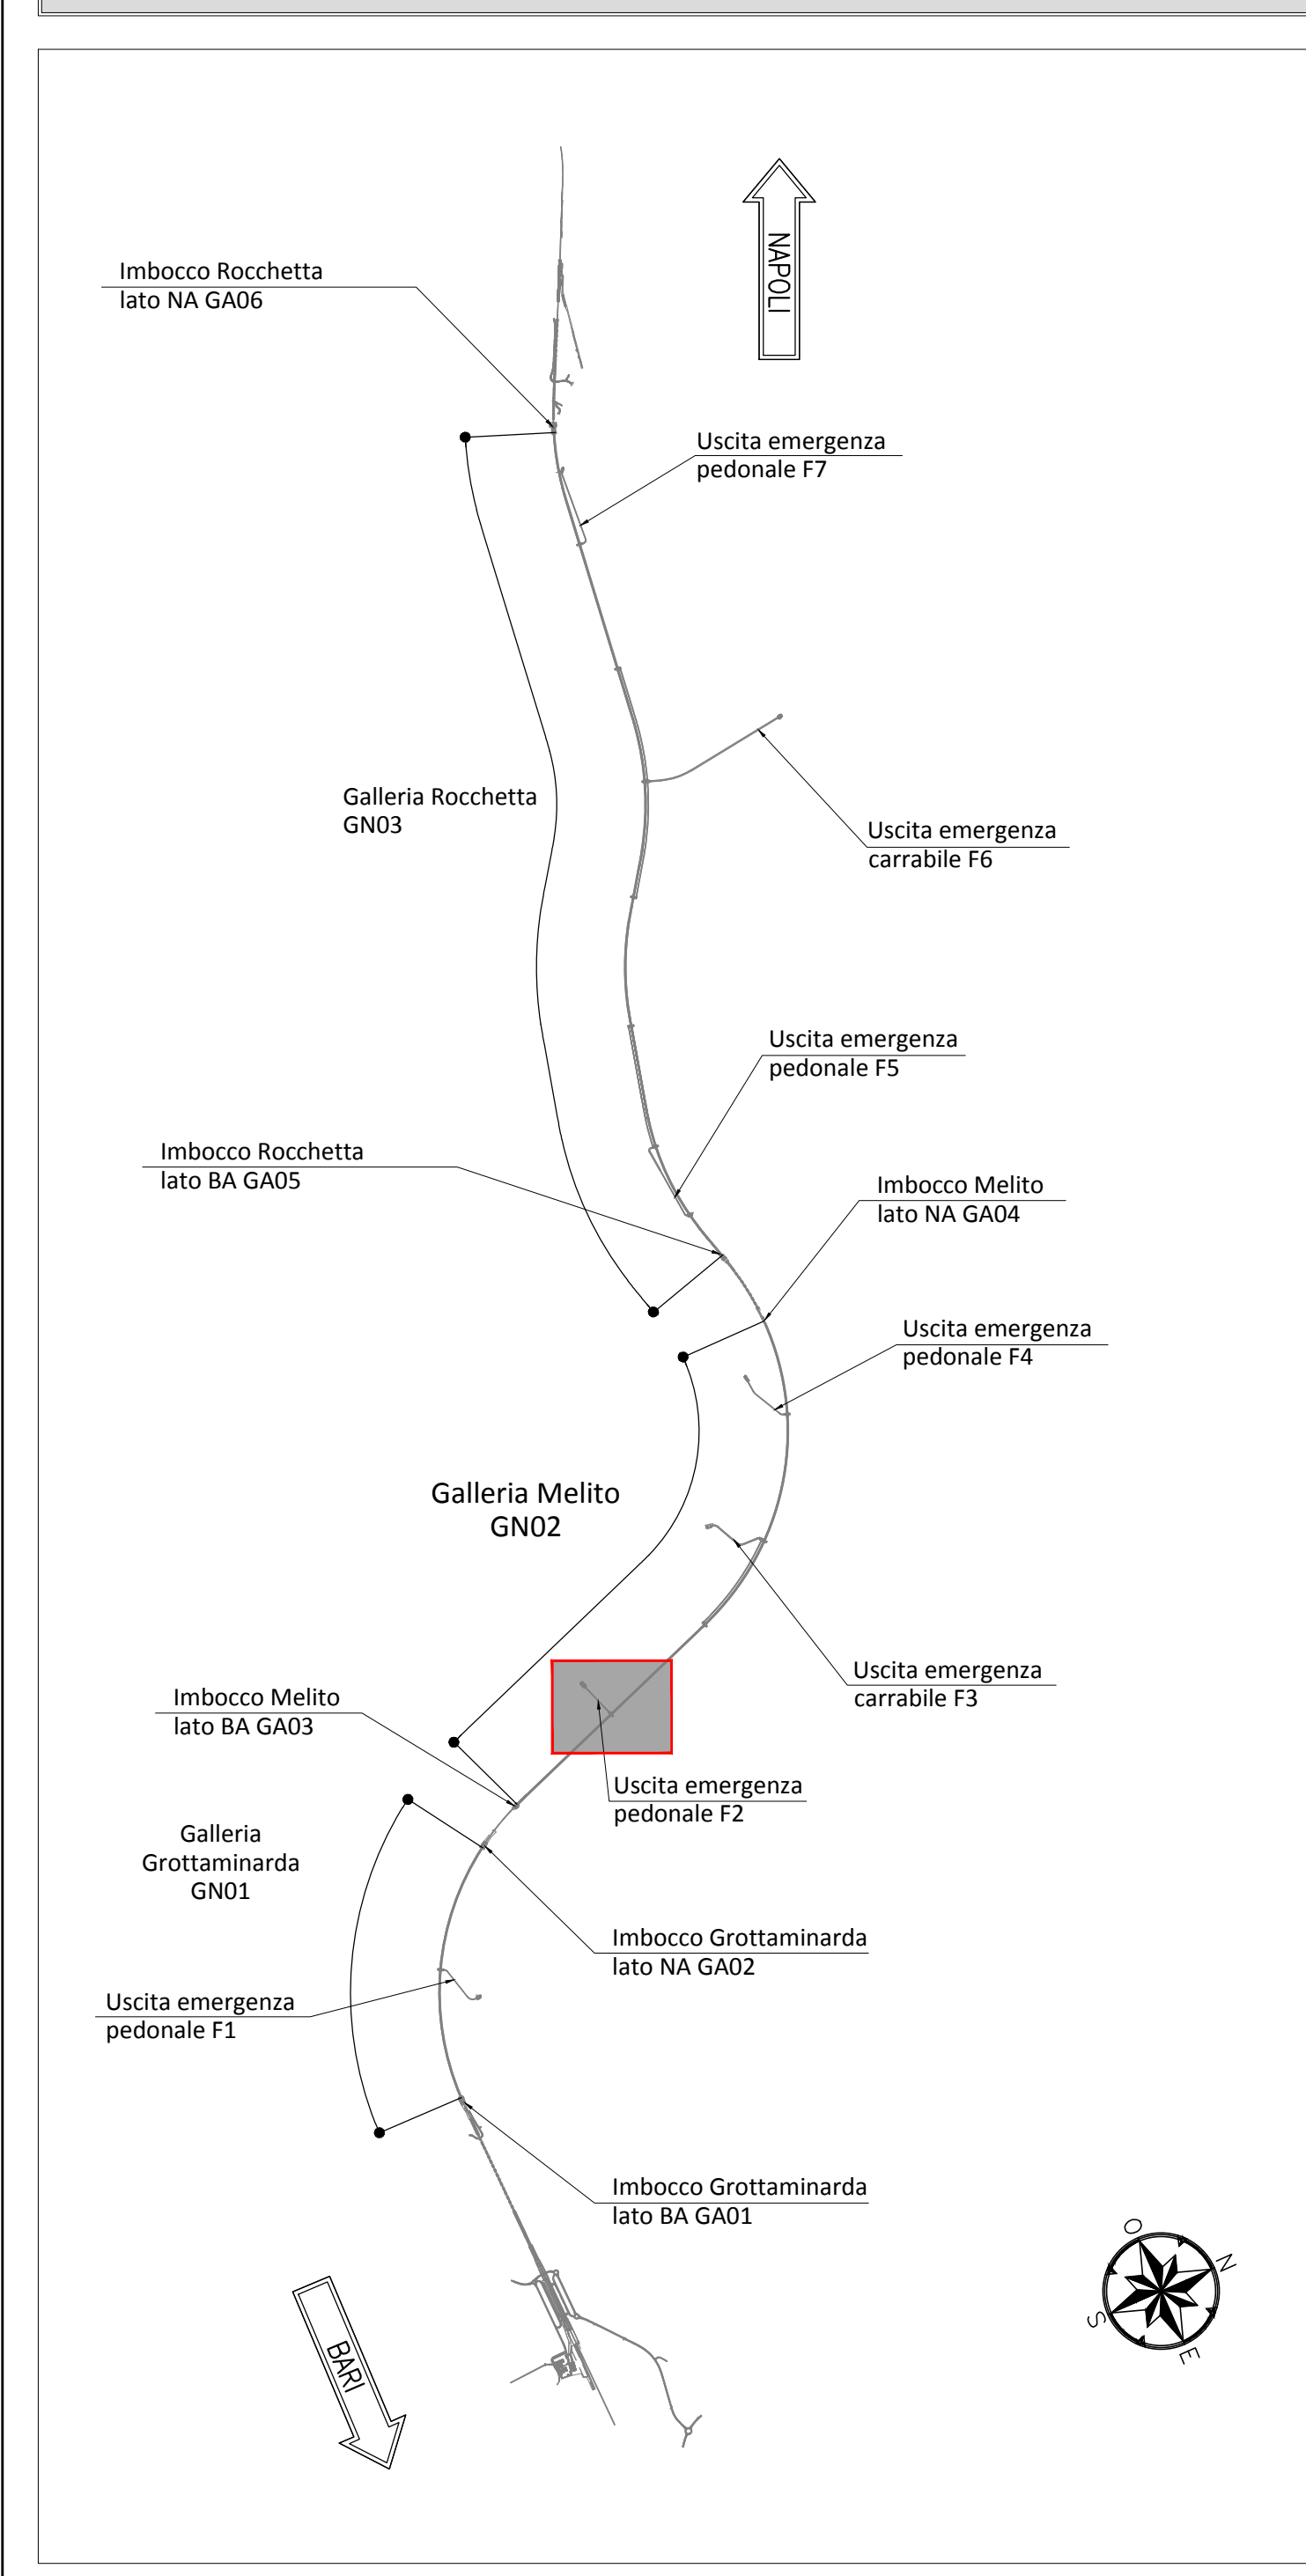 NAPOLI
Imbocco Rocchetta
lato NA GA06
Uscita emergenza
pedonale F7
Galleria Rocchetta
GN03
Uscita emergenza
carrabile F6
Uscita emergenza
pedonale F5
Imbocco Rocchetta
lato BA GA05
Imbocco Melito
lato NA GA04
Uscita emergenza
pedonale F4
Galleria Melito
GN02
Uscita emergenza
carrabile F3
Imbocco Melito
lato BA GA03
Uscita emergenza
pedonale F2
Galleria
Grottaminarda
GN01
Imbocco Grottaminarda
lato NA GA02
Uscita emergenza
pedonale F1
Imbocco Grottaminarda
lato BA GA01
O
N
S
E
BARI